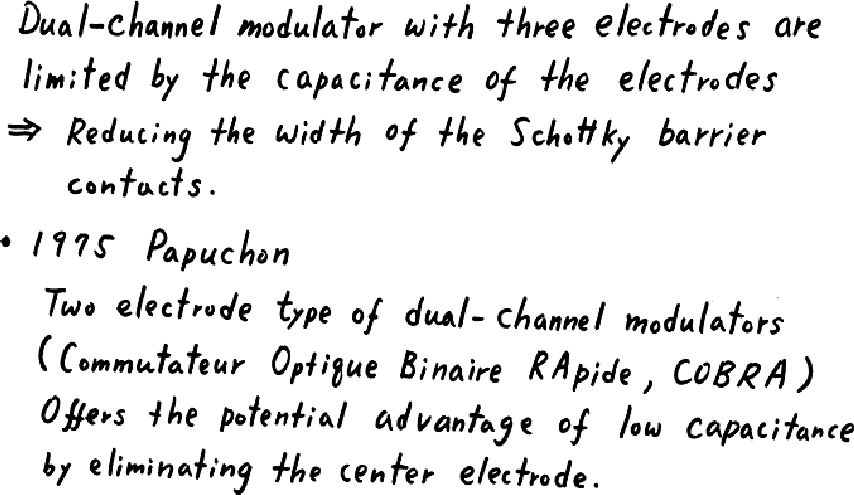 Dual-channel modulator with three electrodes are
limited by the capacitance of the electrodes
⇒ Reducing the width of the Schottky barrier
contacts.
• 1975 Papuchon
Two electrode type of dual-channel modulators
(Commutateur Optique Binaire RApide, COBRA)
Offers the potential advantage of low capacitance
by eliminating the center electrode.